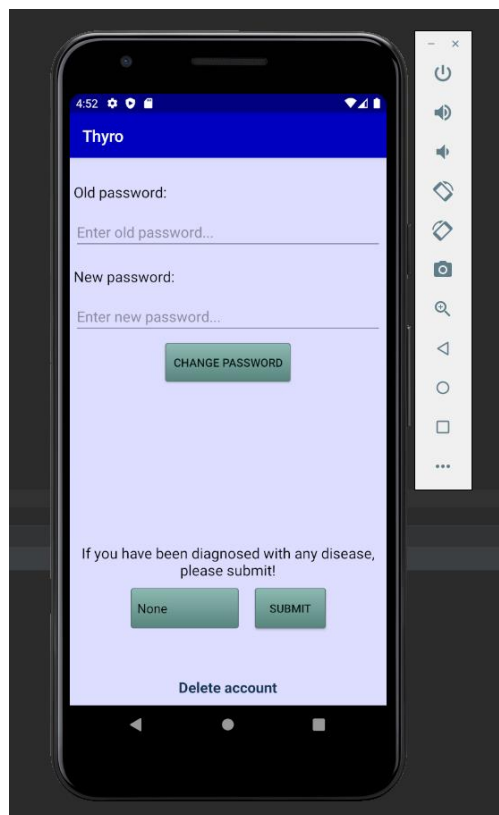 4:52
Thyro
Old password:
Enter old password...
New password:
Enter new password...
CHANGE PASSWORD
If you have been diagnosed with any disease,
please submit!
None SUBMIT
Delete account